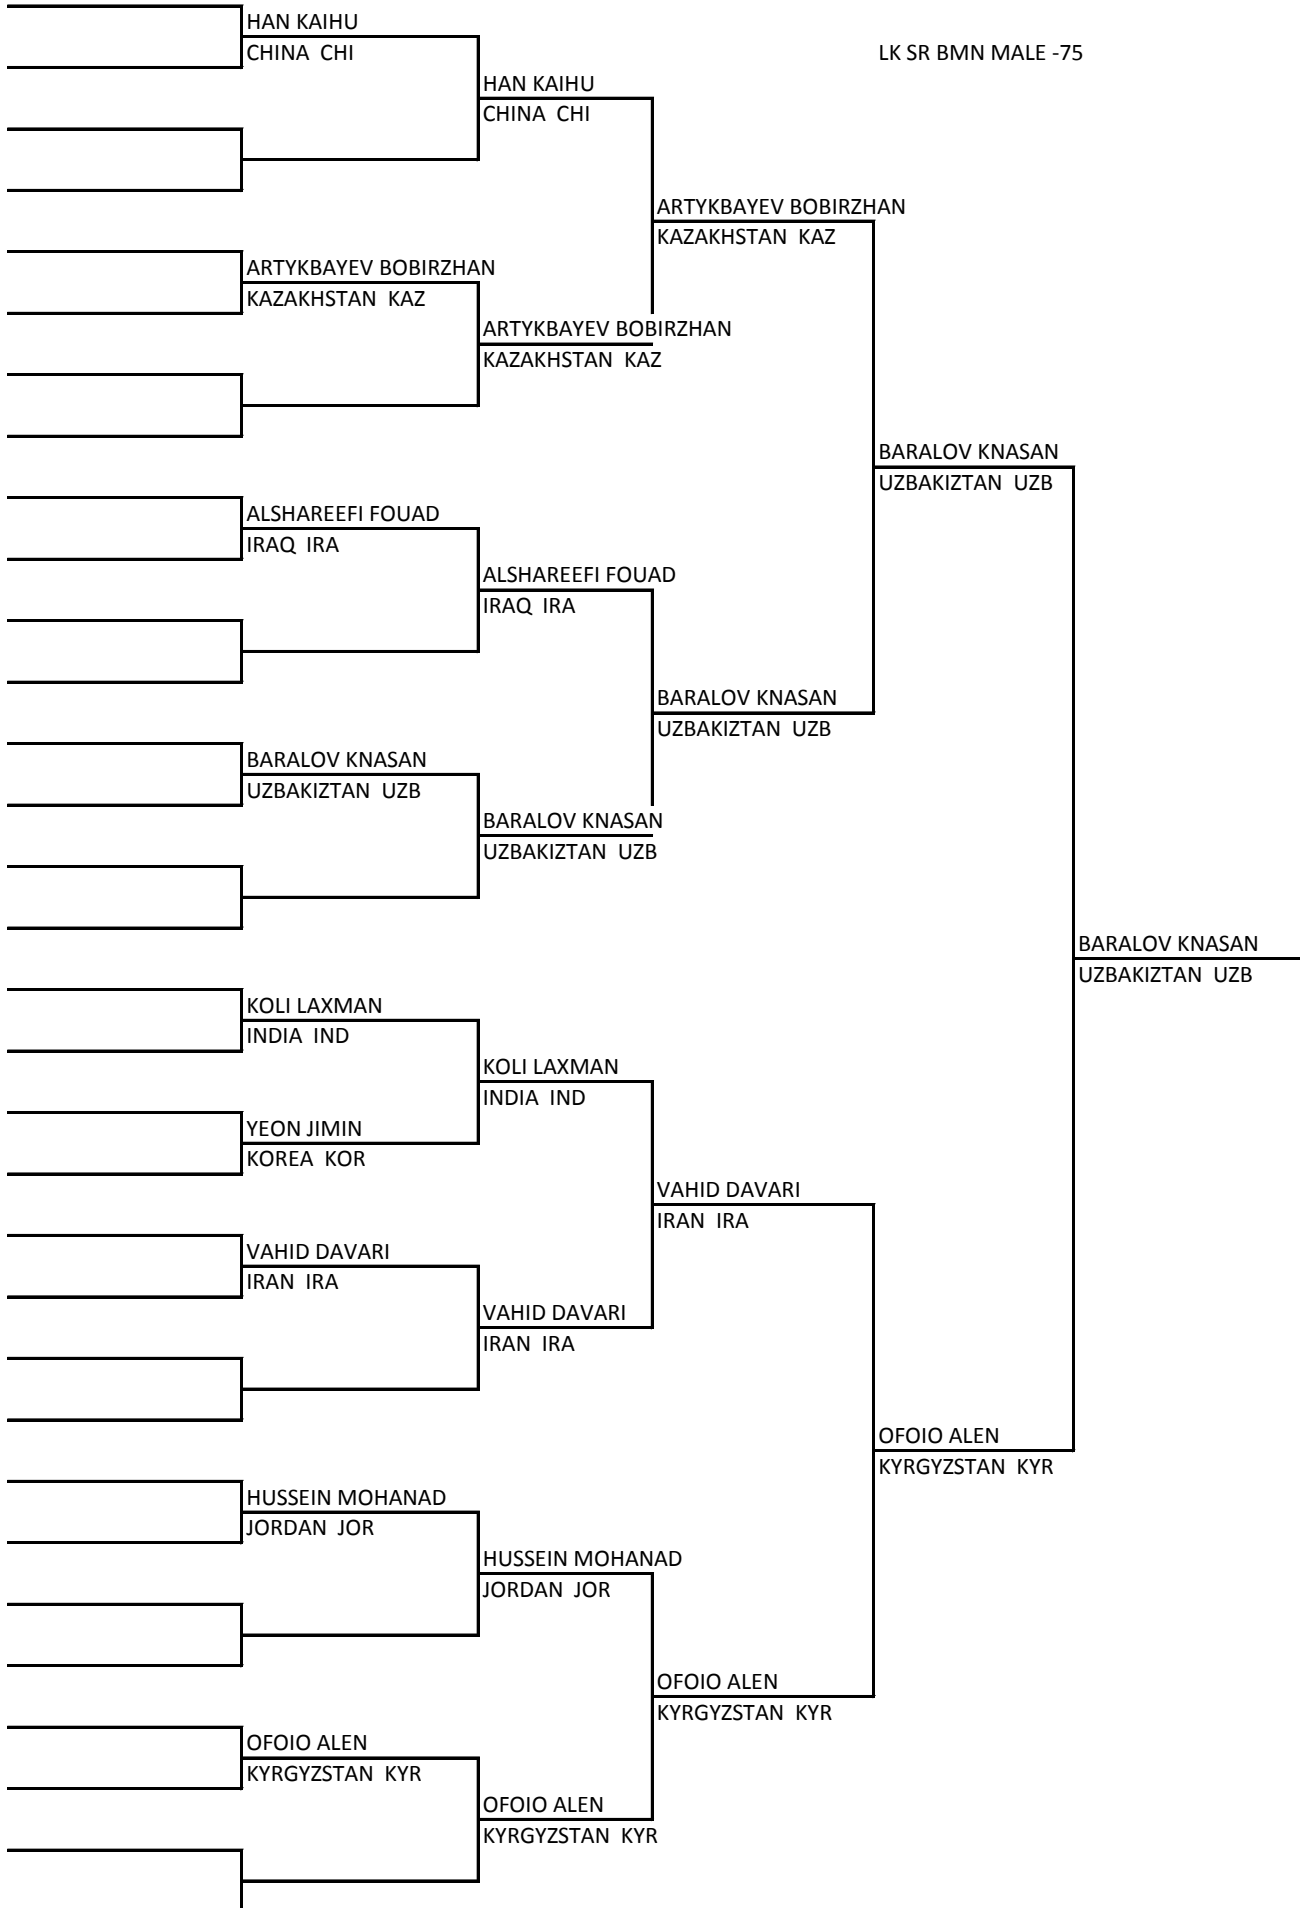 HAN KAIHU
CHINA  CHI
LK SR BMN MALE -75
HAN KAIHU
CHINA  CHI
ARTYKBAYEV BOBIRZHAN
KAZAKHSTAN  KAZ
ARTYKBAYEV BOBIRZHAN
KAZAKHSTAN  KAZ
ARTYKBAYEV BOBIRZHAN
KAZAKHSTAN  KAZ
BARALOV KNASAN
UZBAKIZTAN  UZB
ALSHAREEFI FOUAD
IRAQ  IRA
ALSHAREEFI FOUAD
IRAQ  IRA
BARALOV KNASAN
UZBAKIZTAN  UZB
BARALOV KNASAN
UZBAKIZTAN  UZB
BARALOV KNASAN
UZBAKIZTAN  UZB
BARALOV KNASAN
UZBAKIZTAN  UZB
KOLI LAXMAN
INDIA  IND
KOLI LAXMAN
INDIA  IND
YEON JIMIN
KOREA  KOR
VAHID DAVARI
IRAN  IRA
VAHID DAVARI
IRAN  IRA
VAHID DAVARI
IRAN  IRA
OFOIO ALEN
KYRGYZSTAN  KYR
HUSSEIN MOHANAD
JORDAN  JOR
HUSSEIN MOHANAD
JORDAN  JOR
OFOIO ALEN
KYRGYZSTAN  KYR
OFOIO ALEN
KYRGYZSTAN  KYR
OFOIO ALEN
KYRGYZSTAN  KYR